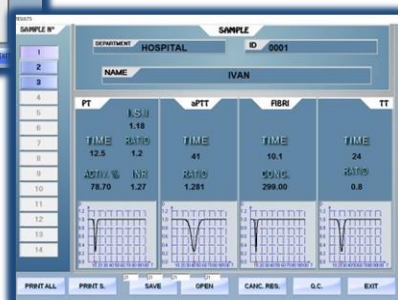 RESULTS
SAMPLE Nº
SAMPLE
DEPARTMENT HOSPITAL ID 0001
NAME IVAN
1
2
3
4
5
6
7
8
9
10
11
12
13
14
PT aPTT FIBRI TT
I.S.I
1.18
TIME RATIO TIME TIME TIME
12.5 1.2 41 10.1 24
ACTIV. % INR RATIO CONC. RATIO
78.70 1.27 1.281 299.00 0.8
PRINT ALL PRINT S. SAVE OPEN CANC. RES. Q.C. EXIT